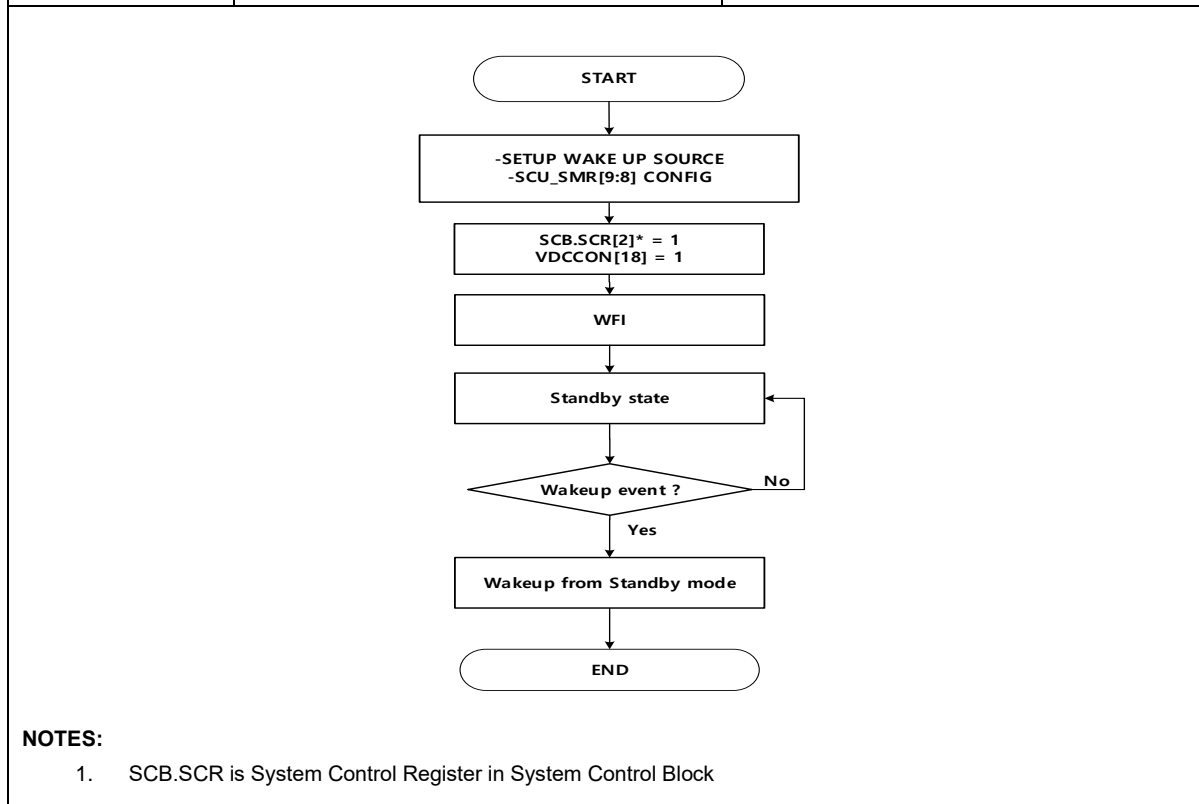 START
-SETUP WAKE UP SOURCE
-SCU_SMR[9:8] CONFIG
SCB.SCR[2]* = 1
VDCCON[18] = 1
WFI
Standby state
Wakeup event ?
No
Yes
Wakeup from Standby mode
END
NOTES:
1. SCB.SCR is System Control Register in System Control Block